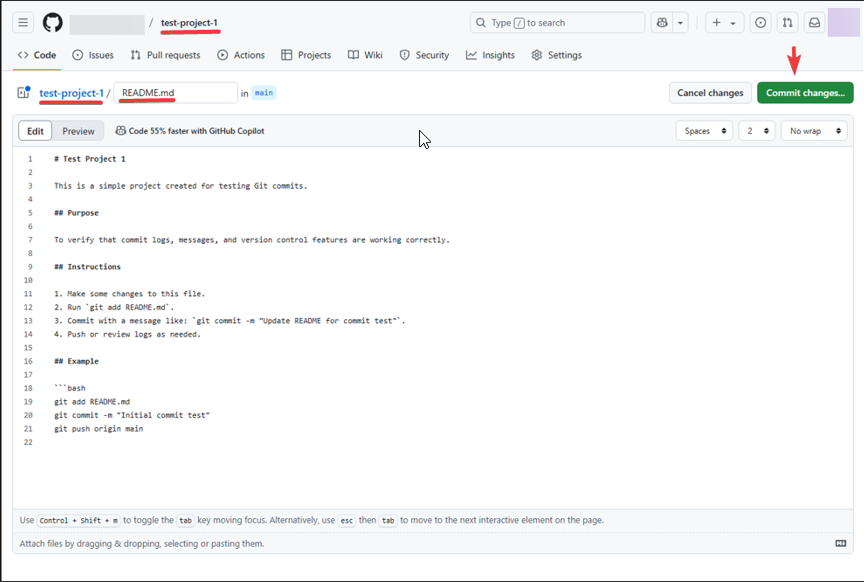 / test-project-1 Type / to search
Code Issues Pull requests Actions Projects Wiki Security Insights Settings
test-project-1 / README.md in main Cancel changes Commit changes...
Edit Preview Code 55% faster with GitHub Copilot Spaces 2 No wrap
1 # Test Project 1
2
3 This is a simple project created for testing Git commits.
4
5 ## Purpose
6
7 To verify that commit logs, messages, and version control features are working correctly.
8
9 ## Instructions
10
11 1. Make some changes to this file.
12 2. Run `git add README.md`.
13 3. Commit with a message like: `git commit -m "Update README for commit test"`.
14 4. Push or review logs as needed.
15
16 ## Example
17
18 ```bash
19 git add README.md
20 git commit -m "Initial commit test"
21 git push origin main
22
Use Control + Shift + m to toggle the tab key moving focus. Alternatively, use esc then tab to move to the next interactive element on the page.
Attach files by dragging & dropping, selecting or pasting them.